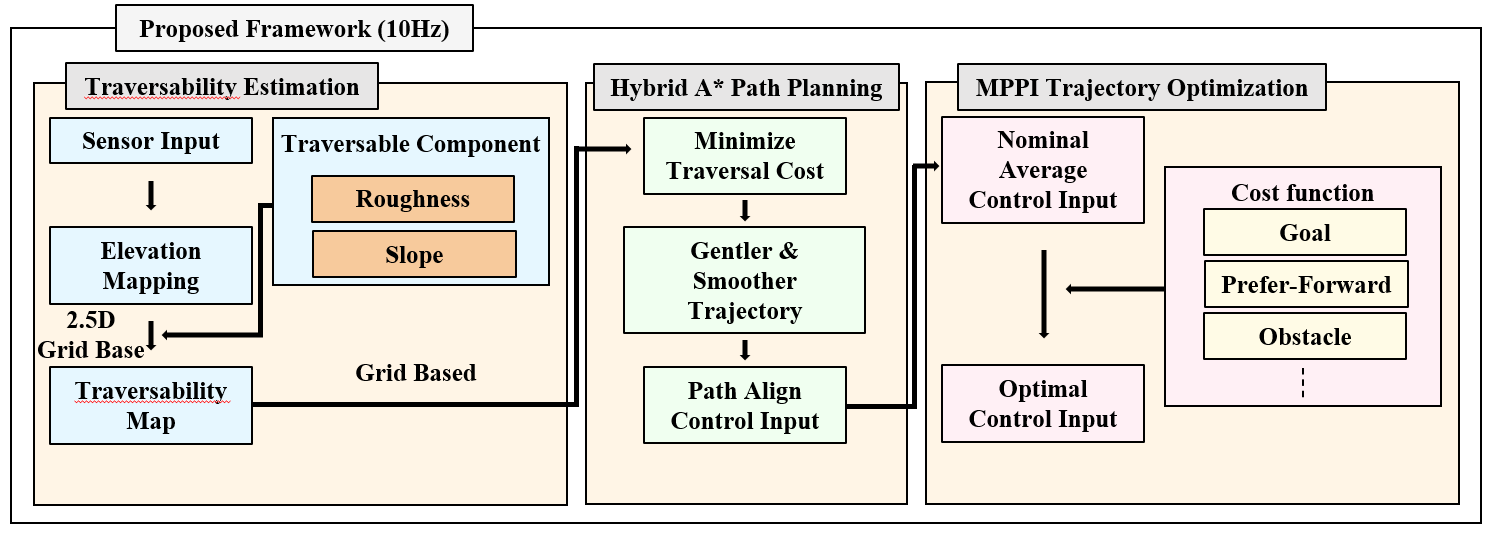 Proposed Framework (10Hz)
Traversability Estimation
Sensor Input
Elevation
Mapping
2.5D
Grid Base
Traversability
Map
Traversable Component
Roughness
Slope
Grid Based
Hybrid A* Path Planning
Minimize
Traversal Cost
Gentler &
Smoother
Trajectory
Path Align
Control Input
MPPI Trajectory Optimization
Nominal
Average
Control Input
Optimal
Control Input
Cost function
Goal
Prefer-Forward
Obstacle